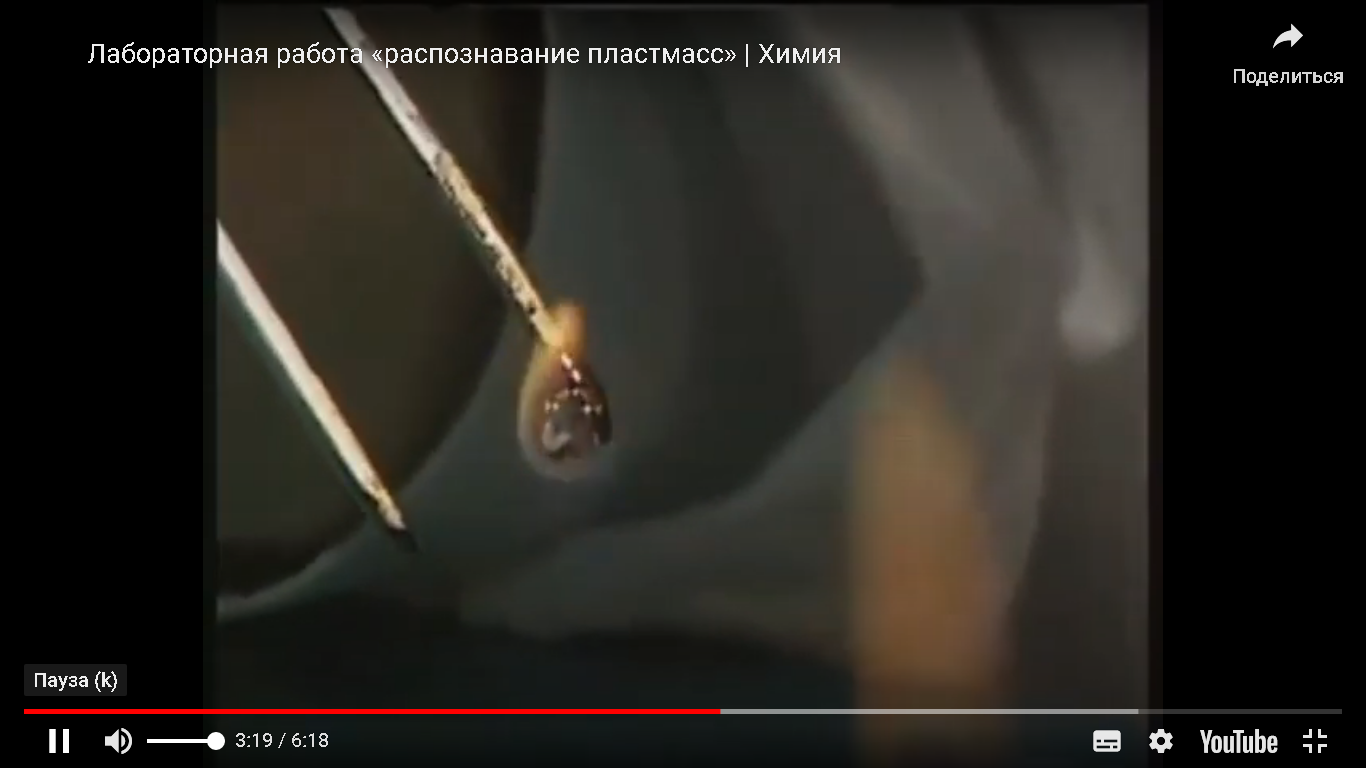 Лабораторная работа «распознавание пластмасс» | Химия
Поделиться
Пауза (k)
3:19 / 6:18
YouTube